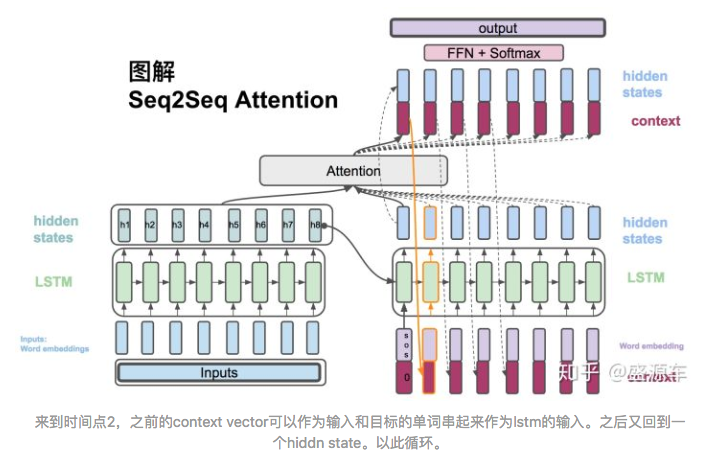 output
FFN + Softmax
图解
Seq2Seq Attention
hidden
states
context
Attention
hidden
states
h1 h2 h3 h4 h5 h6 h7 h8
hidden
states
LSTM
LSTM
Inputs:
Word embeddings
sos
Word embedding
Inputs
0
context
知乎 @盛源车
来到时间点2，之前的context vector可以作为输入和目标的单词串起来作为lstm的输入。之后又回到一
个hiddn state。以此循环。